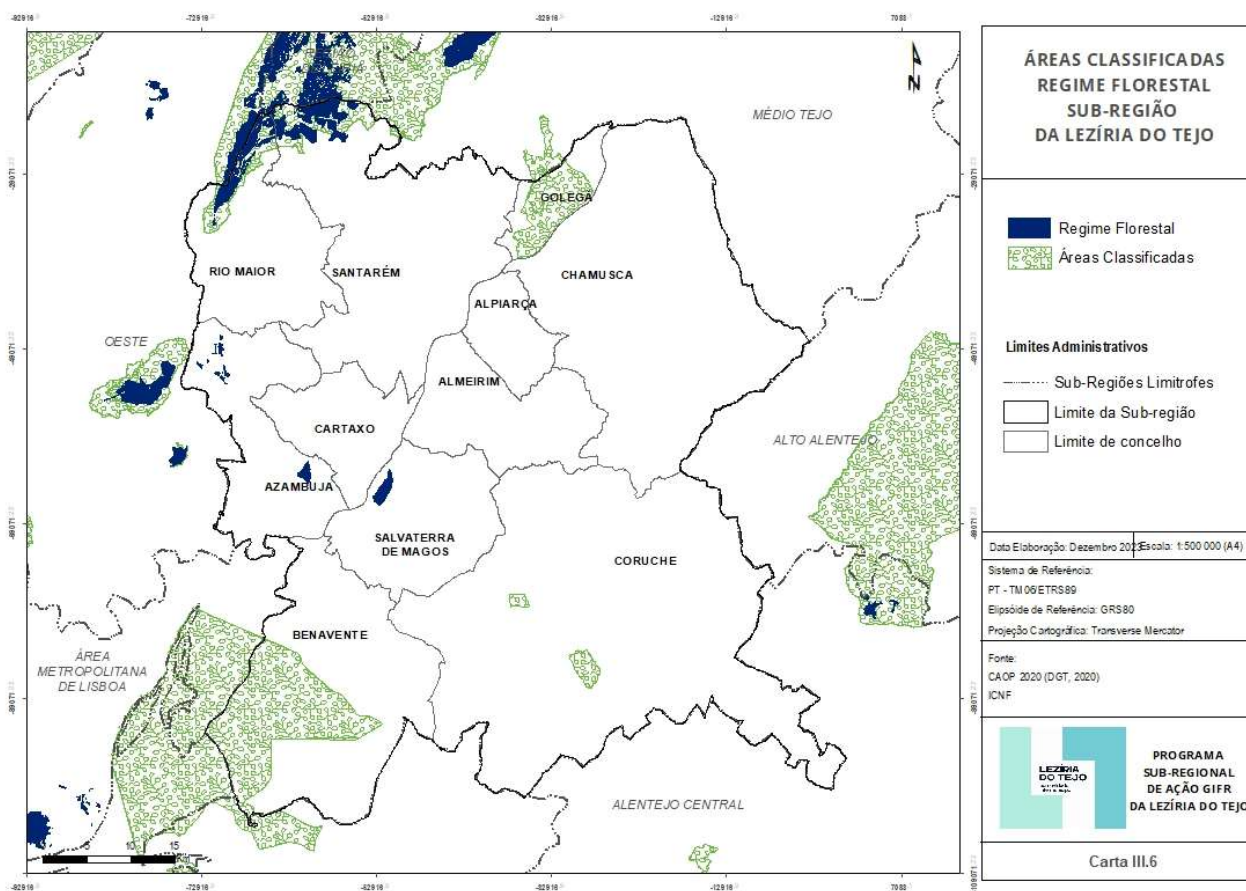 ÁREAS CLASSIFICADAS
REGIME FLORESTAL
SUB-REGIÃO
DA LEZÍRIA DO TEJO
Regime Florestal
Áreas Classificadas
Limites Administrativos
Sub-Regiões Limitrofes
Limite da Sub-região
Limite de concelho
Data Elaboração: Dezembro 2023
Escala: 1:500 000 (A4)
Sistema de Referência:
PT - TM06/ETRS89
Elipsóide de Referência: GRS80
Projeção Cartográfica: Transverse Mercator
Fonte:
CAOP 2020 (DGT, 2020)
ICNF
LEZÍRIA
DO TEJO
PROGRAMA
SUB-REGIONAL
DE AÇÃO GIFR
DA LEZÍRIA DO TEJO
Carta III.6
MÉDIO TEJO
GOLEGÃ
RIO MAIOR
SANTARÉM
CHAMUSCA
ALPIARÇA
OESTE
ALMEIRIM
CARTAXO
ALTO ALENTEJO
AZAMBUJA
SALVATERRA
DE MAGOS
CORUCHE
BENAVENTE
ÁREA
METROPOLITANA
DE LISBOA
ALENTEJO CENTRAL
5
10
15